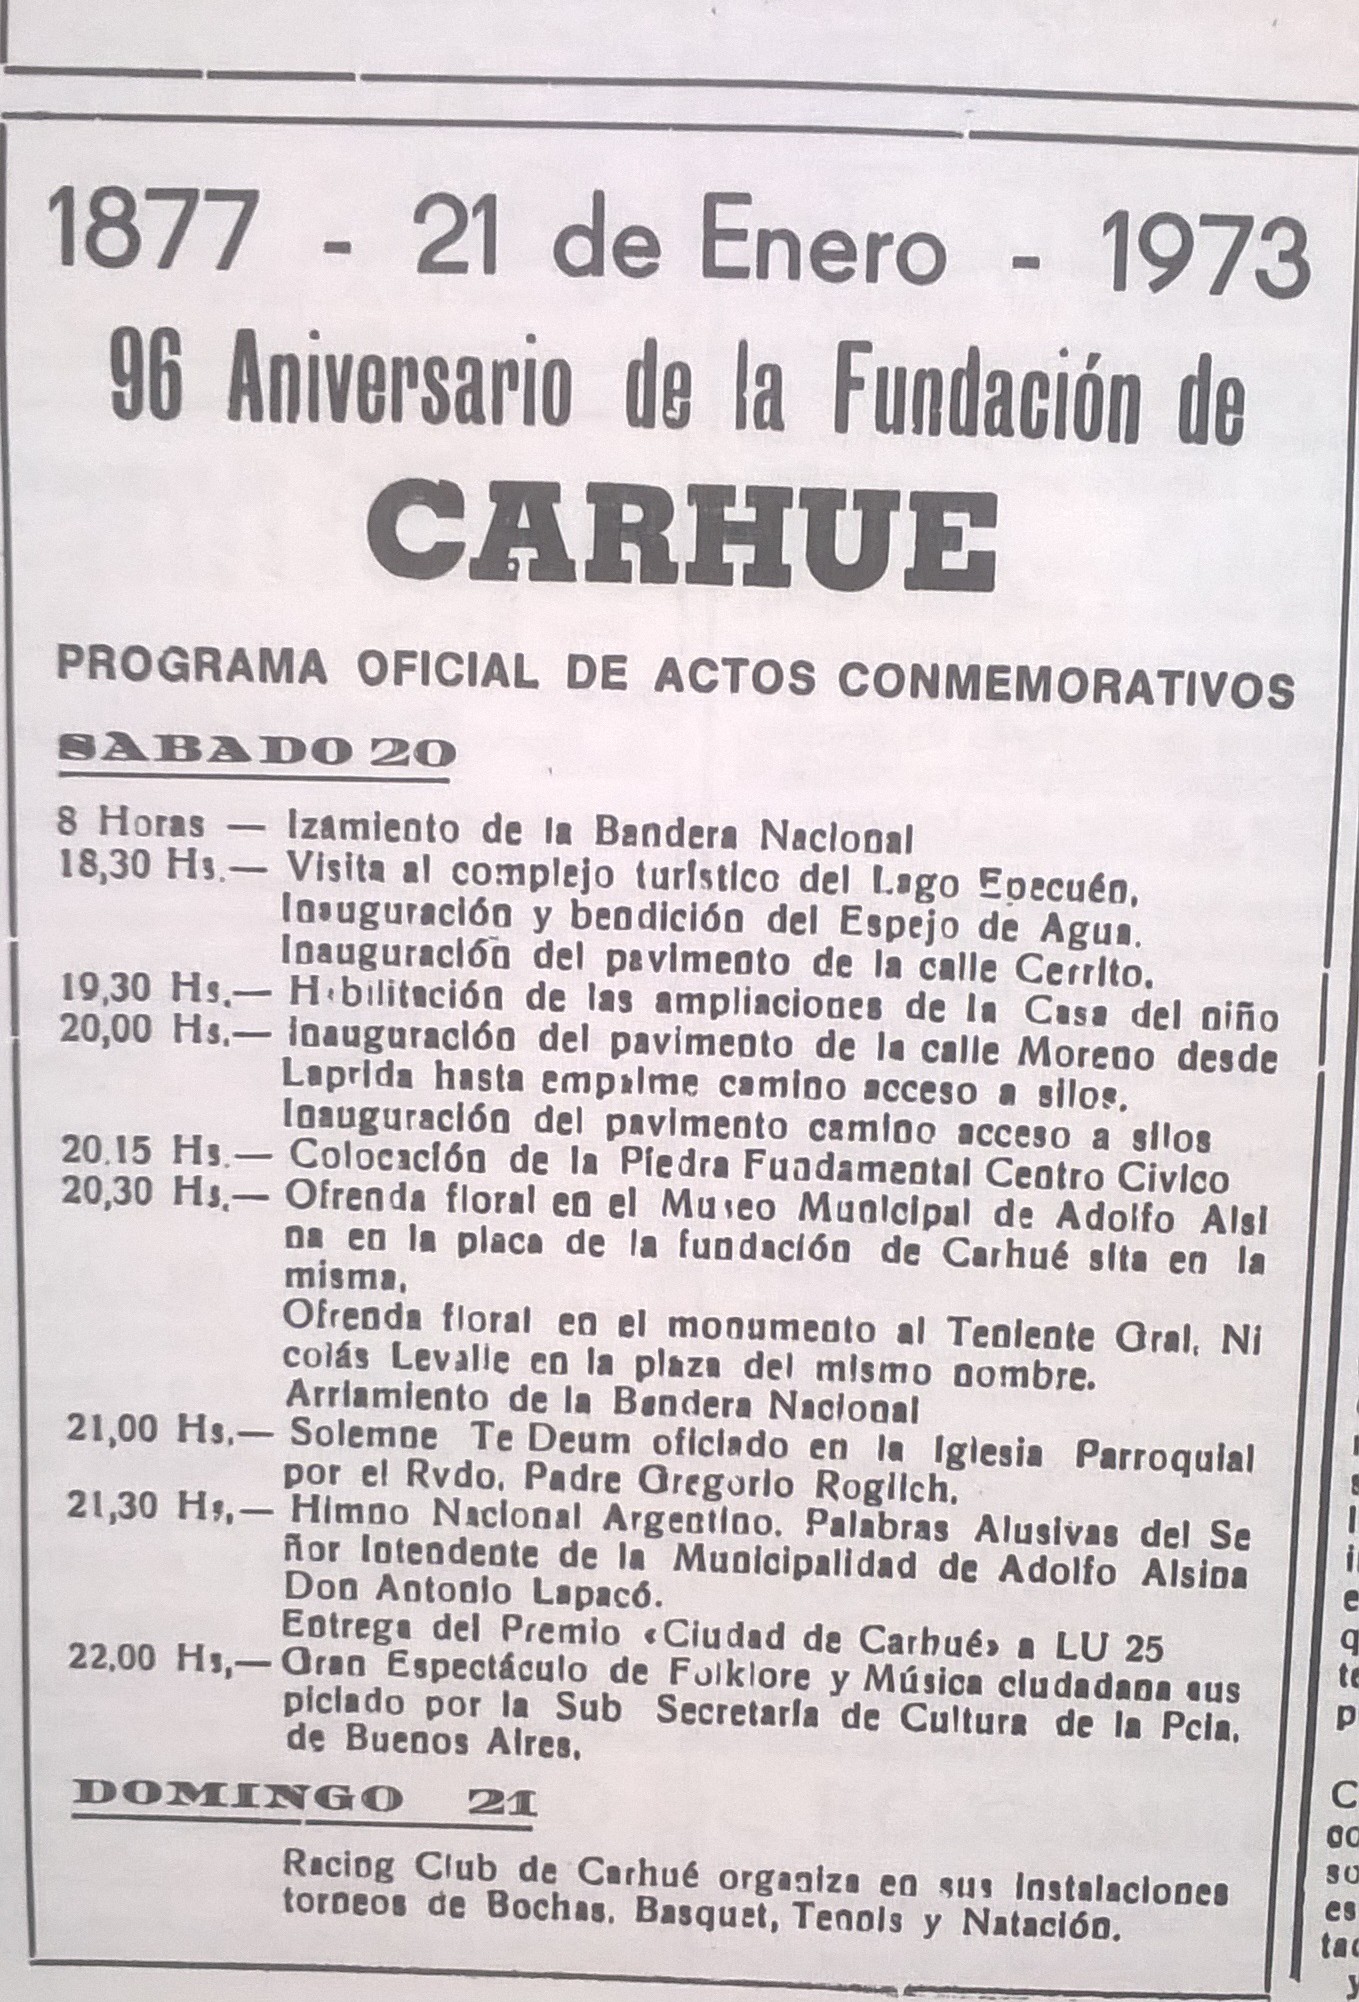 1877 - 21 de Enero - 1973
96 Aniversario de la Fundación de
CARHUE
PROGRAMA OFICIAL DE ACTOS CONMEMORATIVOS
SABADO 20
8 Horas — Izamiento de la Bandera Nacional
18,30 Hs.— Visita al complejo turístico del Lago Epecuén,
Inauguración y bendición del Espejo de Agua.
Inauguración del pavimento de la calle Cerrito.
19,30 Hs.— Habilitación de las ampliaciones de la Casa del niño
20,00 Hs.— Inauguración del pavimento de la calle Moreno desde
Laprida hasta empalme camino acceso a silos.
Inauguración del pavimento camino acceso a silos
20.15 Hs.— Colocación de la Piedra Fundamental Centro Civico
20,30 Hs.— Ofrenda floral en el Museo Municipal de Adolfo Alsi
na en la placa de la fundación de Carhué sita en la
misma,
Ofrenda floral en el monumento al Teniente Gral. Ni
colás Levalle en la plaza del mismo nombre.
Arriamiento de la Bandera Nacional
21,00 Hs.— Solemne Te Deum oficiado en la Iglesia Parroquial
por el Rvdo. Padre Gregorio Roglich.
21,30 Hs,— Himno Nacional Argentino. Palabras Alusivas del Se
ñor Intendente de la Municipalidad de Adolfo Alsina
Don Antonio Lapacó.
Entrega del Premio «Ciudad de Carhué» a LU 25
22,00 Hs,— Gran Espectáculo de Folklore y Música ciudadana aus
piciado por la Sub Secretaría de Cultura de la Pcia.
de Buenos Aires.
DOMINGO 21
Racing Club de Carhué organiza en sus instalaciones
torneos de Bochas, Basquet, Tennis y Natación.